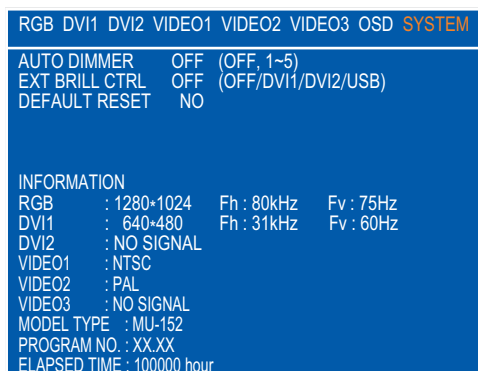 RGB DVI1 DVI2 VIDEO1 VIDEO2 VIDEO3 OSD SYSTEM
AUTO DIMMER OFF (OFF, 1~5)
EXT BRILL CTRL OFF (OFF/DVI1/DVI2/USB)
DEFAULT RESET NO
INFORMATION
RGB : 1280*1024 Fh : 80kHz Fv : 75Hz
DVI1 : 640*480 Fh : 31kHz Fv : 60Hz
DVI2 : NO SIGNAL
VIDEO1 : NTSC
VIDEO2 : PAL
VIDEO3 : NO SIGNAL
MODEL TYPE : MU-152
PROGRAM NO. : XX.XX
ELAPSED TIME : 100000 hour